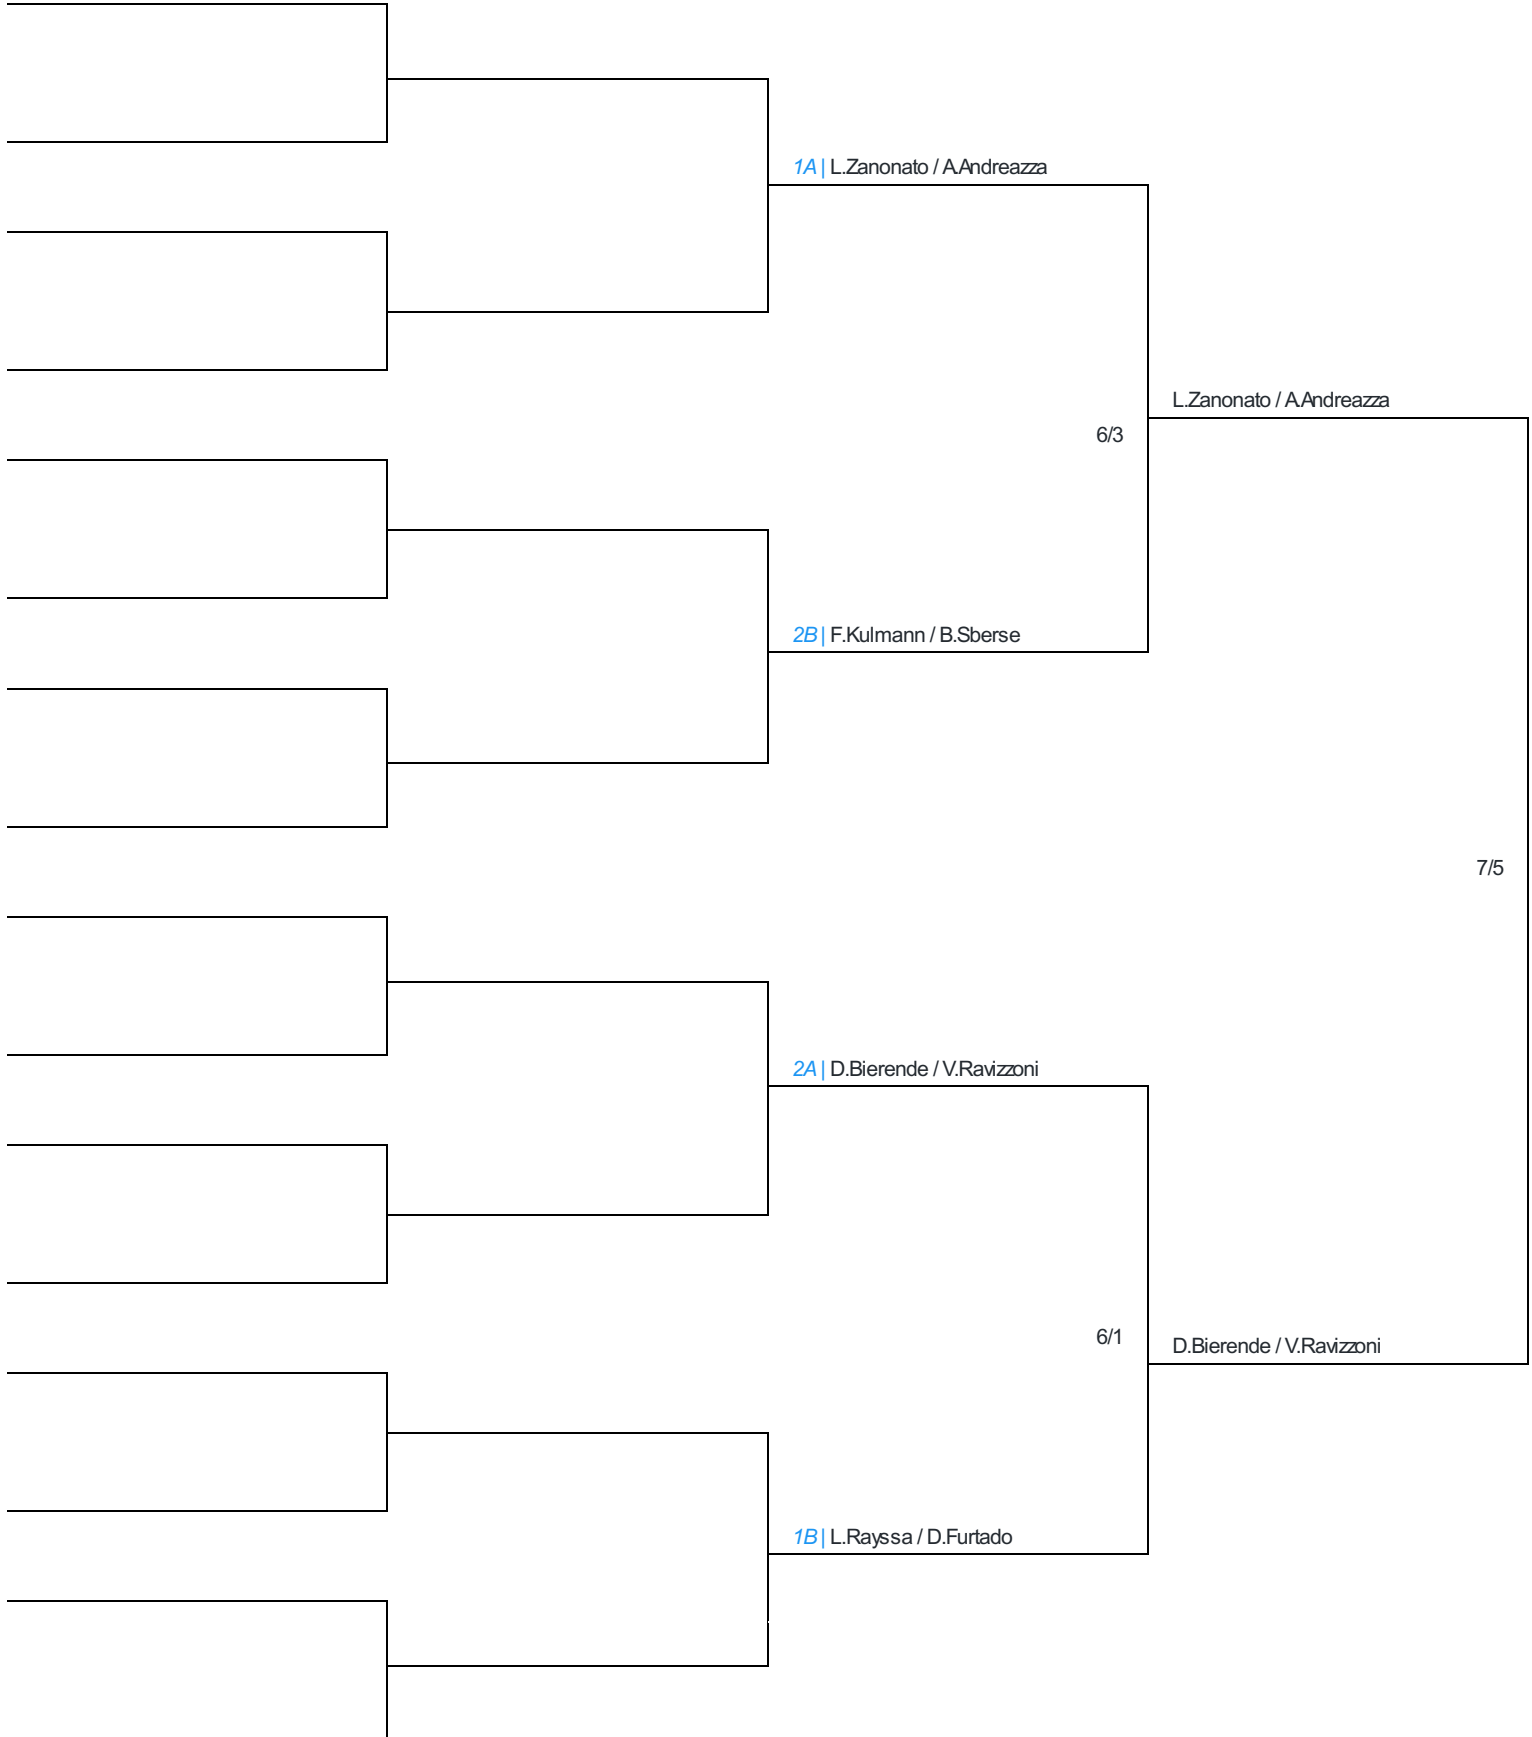 1A | L.Zanonato / A.Andreazza
L.Zanonato / A.Andreazza
6/3
2B | F.Kulmann / B.Sberse
7/5
2A | D.Bierende / V.Ravizzoni
6/1
D.Bierende / V.Ravizzoni
1B | L.Rayssa / D.Furtado